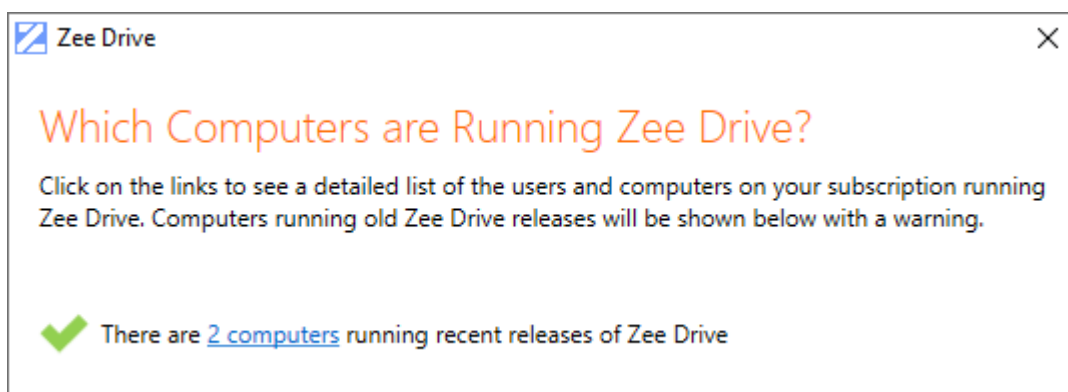 Zee Drive
Which Computers are Running Zee Drive?
Click on the links to see a detailed list of the users and computers on your subscription running
Zee Drive. Computers running old Zee Drive releases will be shown below with a warning.
There are 2 computers running recent releases of Zee Drive